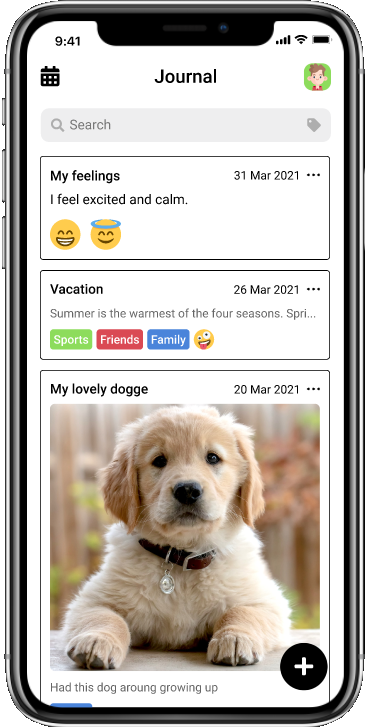 9:41
Journal
Search
My feelings 31 Mar 2021
I feel excited and calm.
Vacation 26 Mar 2021
Summer is the warmest of the four seasons. Spri...
Sports Friends Family
My lovely dogge 20 Mar 2021
Had this dog aroung growing up